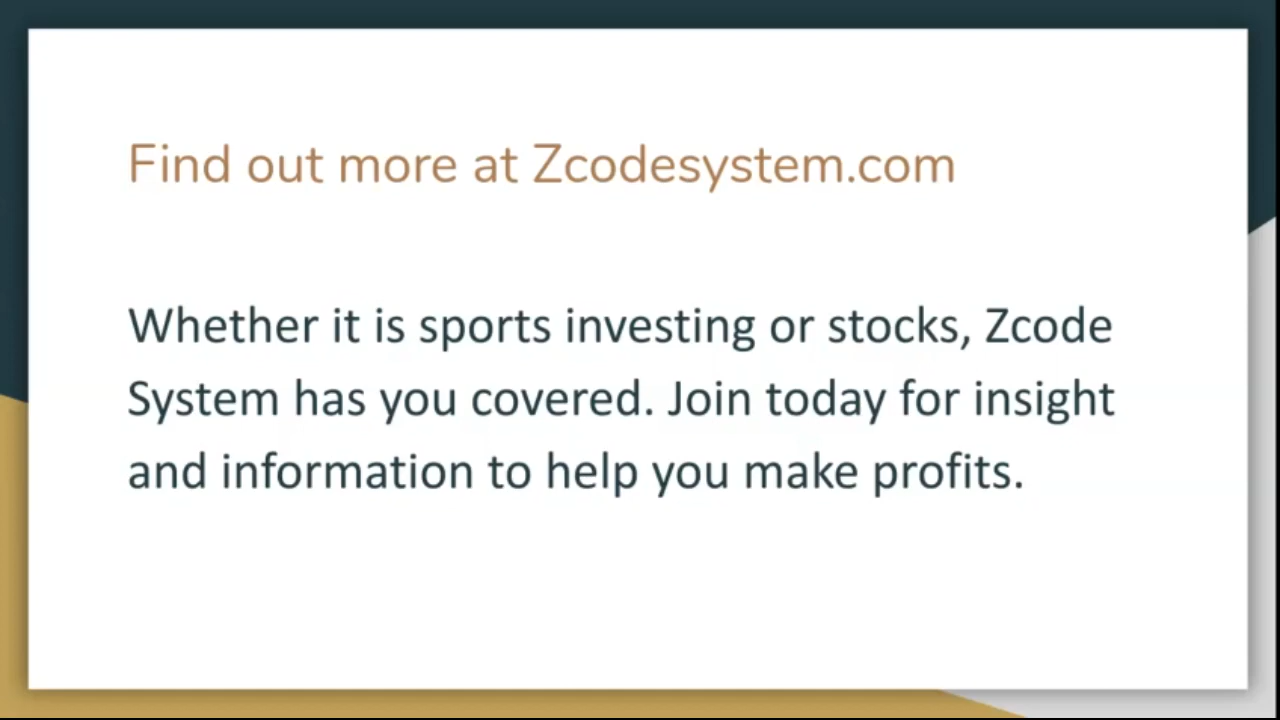 Find out more at Zcodesystem.com
Whether it is sports investing or stocks, Zcode
System has you covered. Join today for insight
and information to help you make profits.